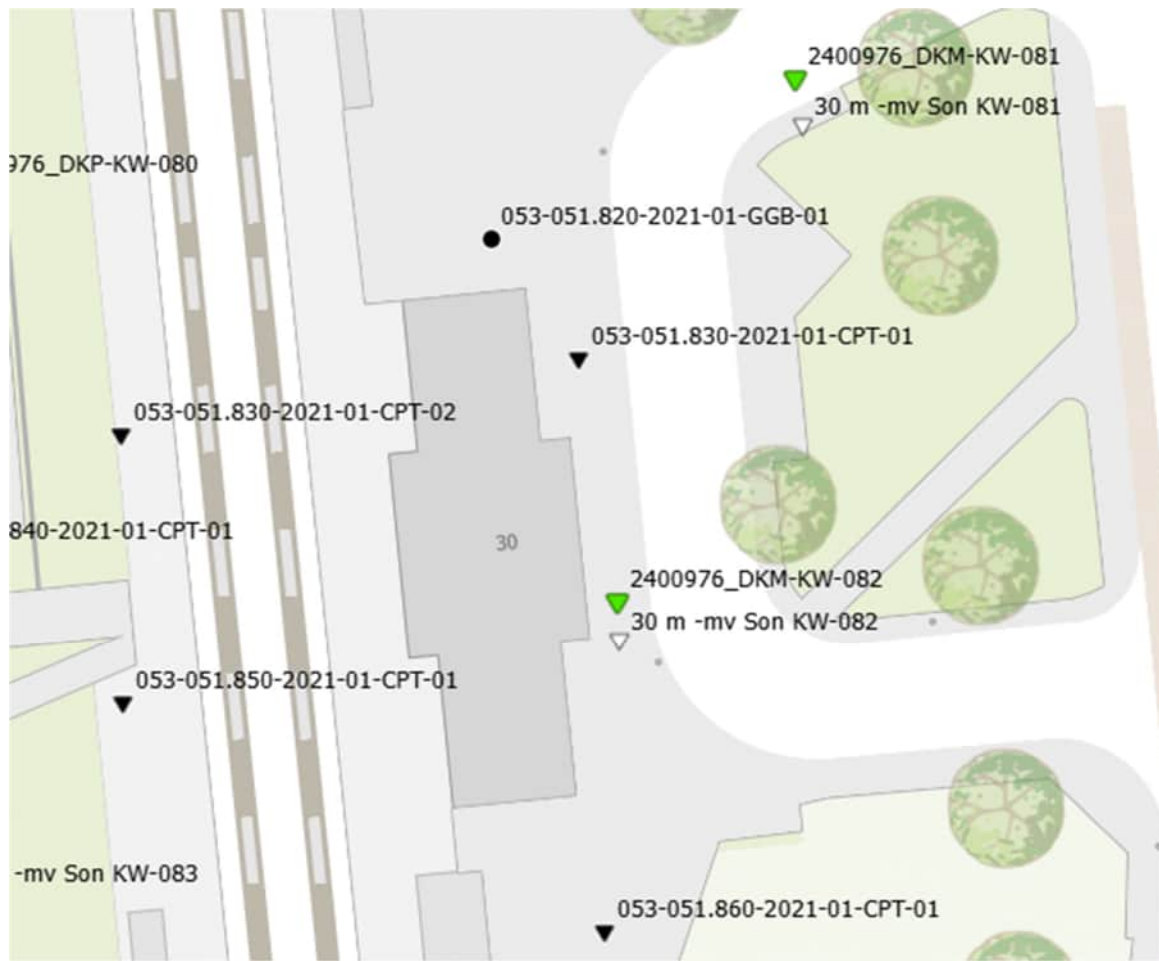 2400976_DKM-KW-081
30 m -mv Son KW-081
976_DKP-KW-080
053-051.820-2021-01-GGB-01
053-051.830-2021-01-CPT-01
053-051.830-2021-01-CPT-02
840-2021-01-CPT-01
30
2400976_DKM-KW-082
30 m -mv Son KW-082
053-051.850-2021-01-CPT-01
-mv Son KW-083
053-051.860-2021-01-CPT-01